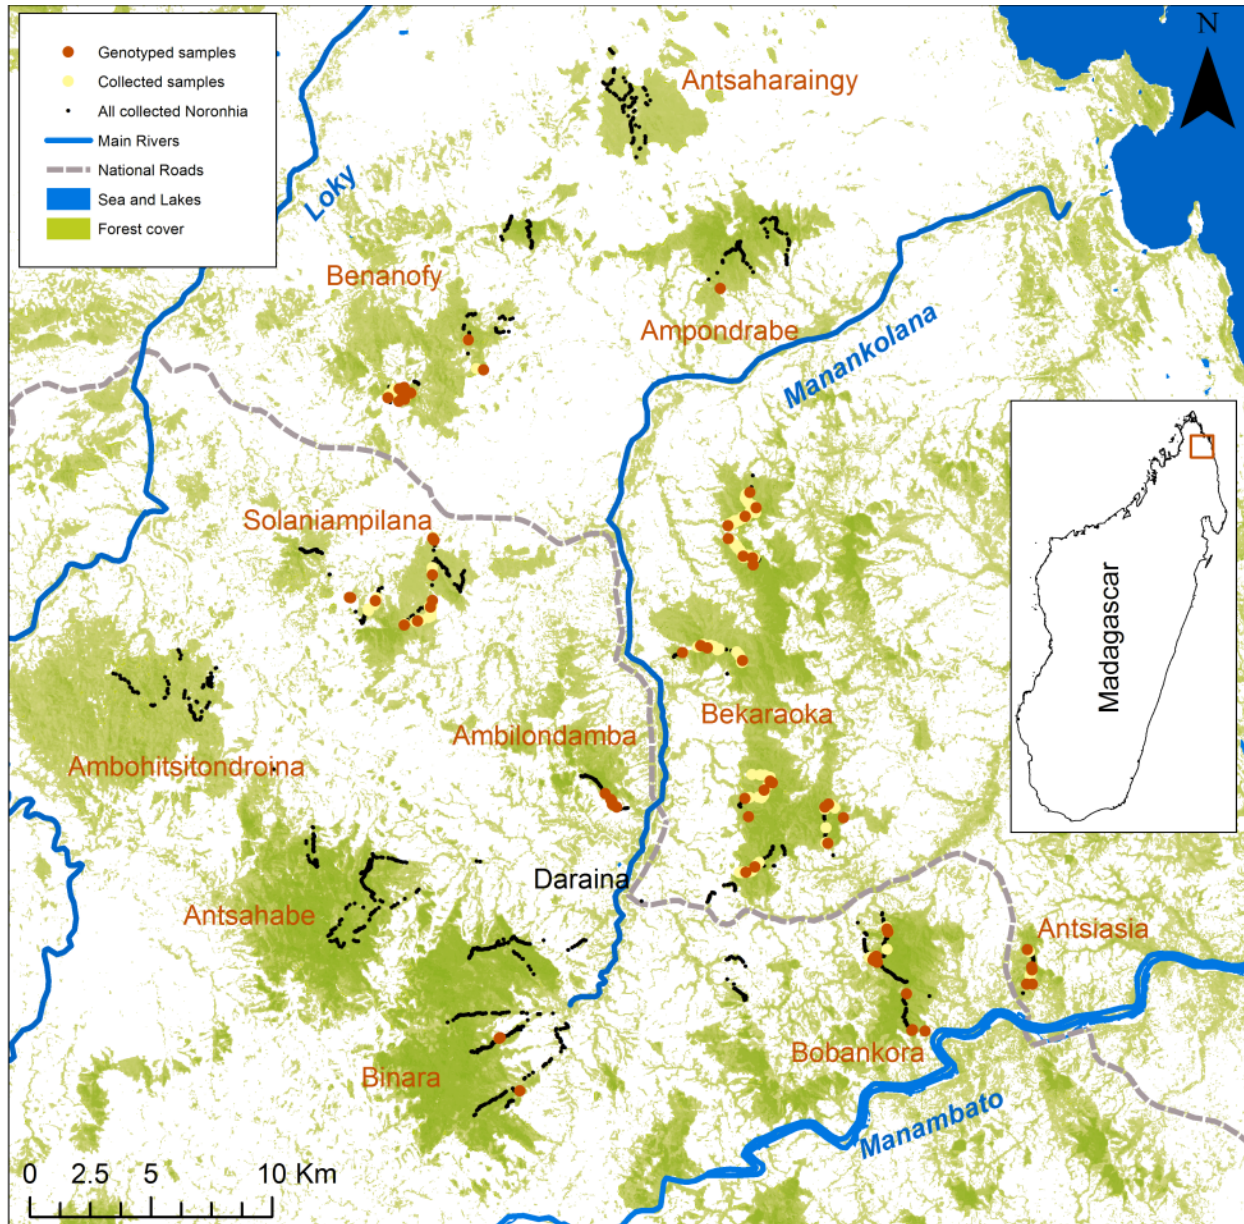 Genotyped samples
Collected samples
All collected Noronhia
Main Rivers
National Roads
Sea and Lakes
Forest cover
N
Antsaharaingy
Loky
Benanofy
Ampondrabe
Manankolana
Solaniampilana
Madagascar
Bekaraoka
Ambilondamba
Ambohitsitondroina
Daraina
Antsahabe
Antsiasia
Bobankora
Binara
Manambato
0 2.5 5 10 Km